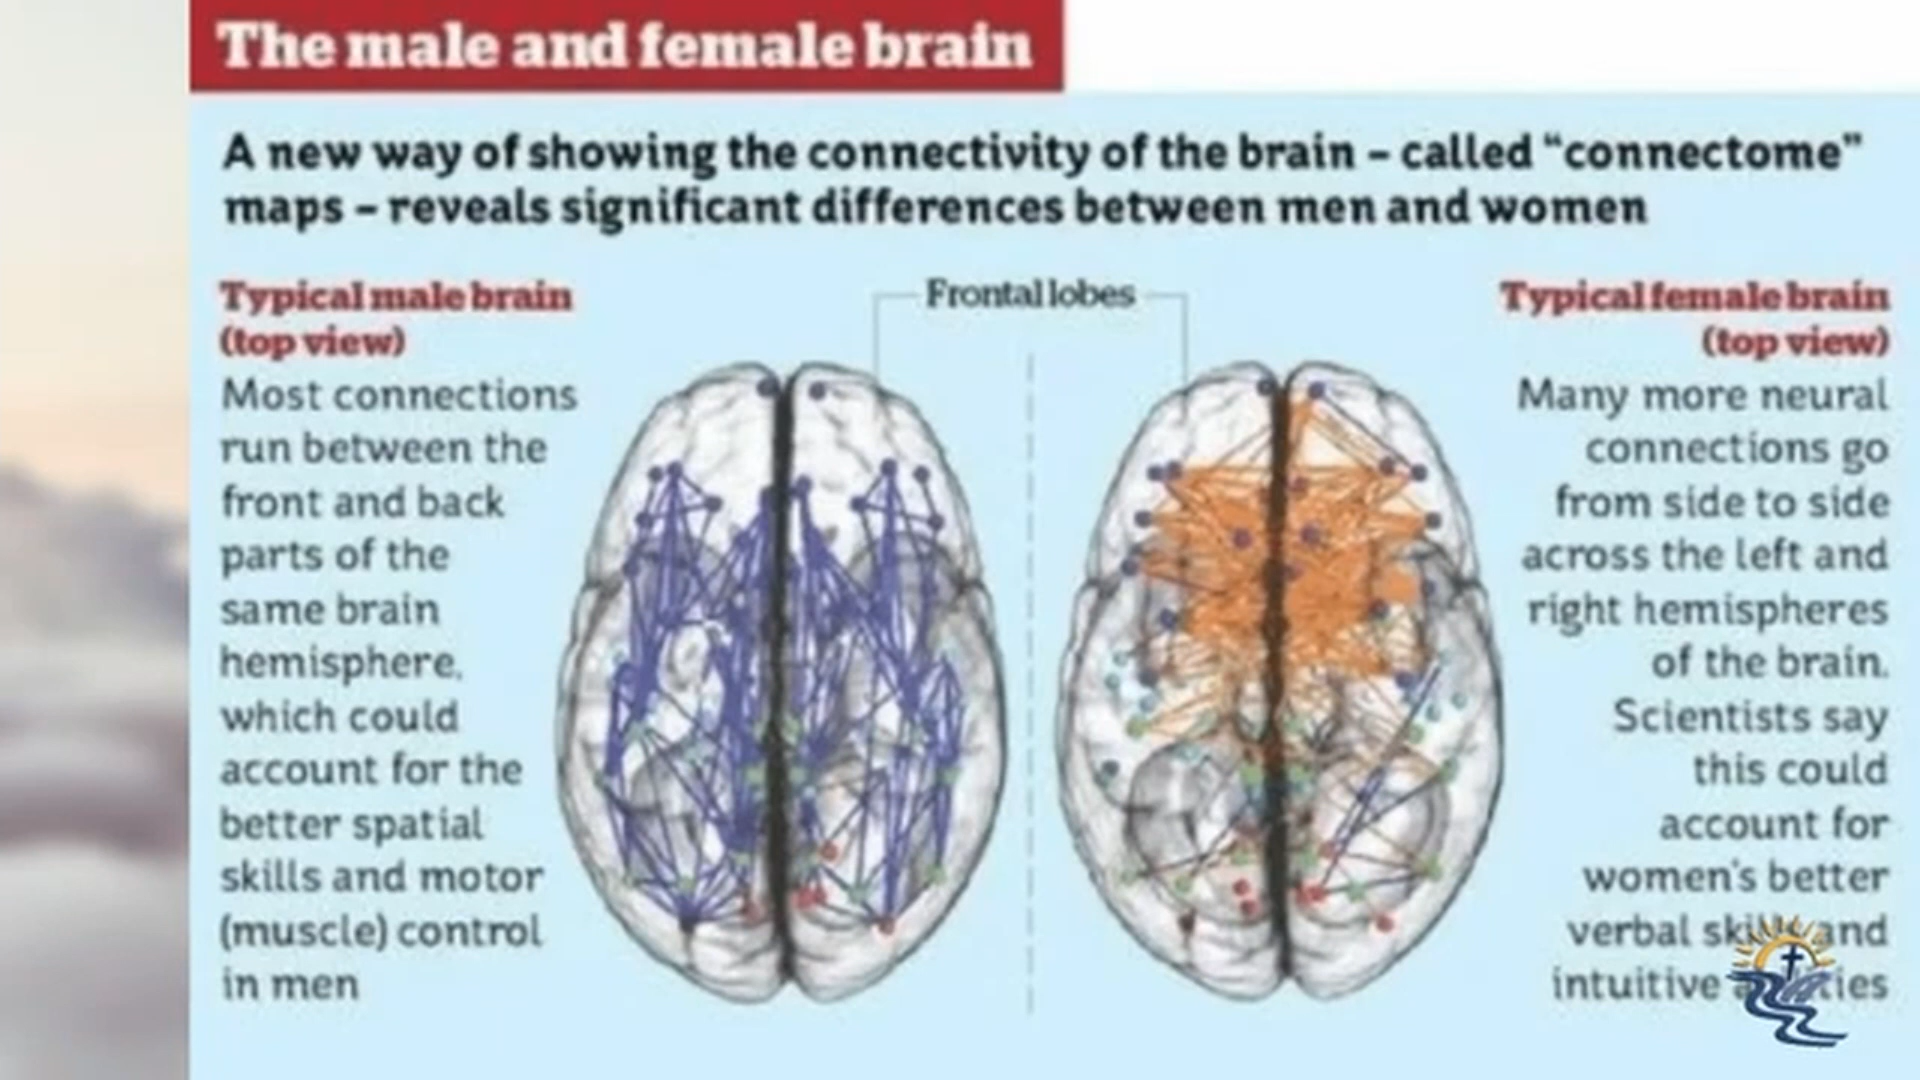 The male and female brain
A new way of showing the connectivity of the brain – called “connectome”
maps – reveals significant differences between men and women
Typical male brain
(top view)
Most connections
run between the
front and back
parts of the
same brain
hemisphere,
which could
account for the
better spatial
skills and motor
(muscle) control
in men
Frontal lobes
Typical female brain
(top view)
Many more neural
connections go
from side to side
across the left and
right hemispheres
of the brain.
Scientists say
this could
account for
women's better
verbal skills and
intuitive